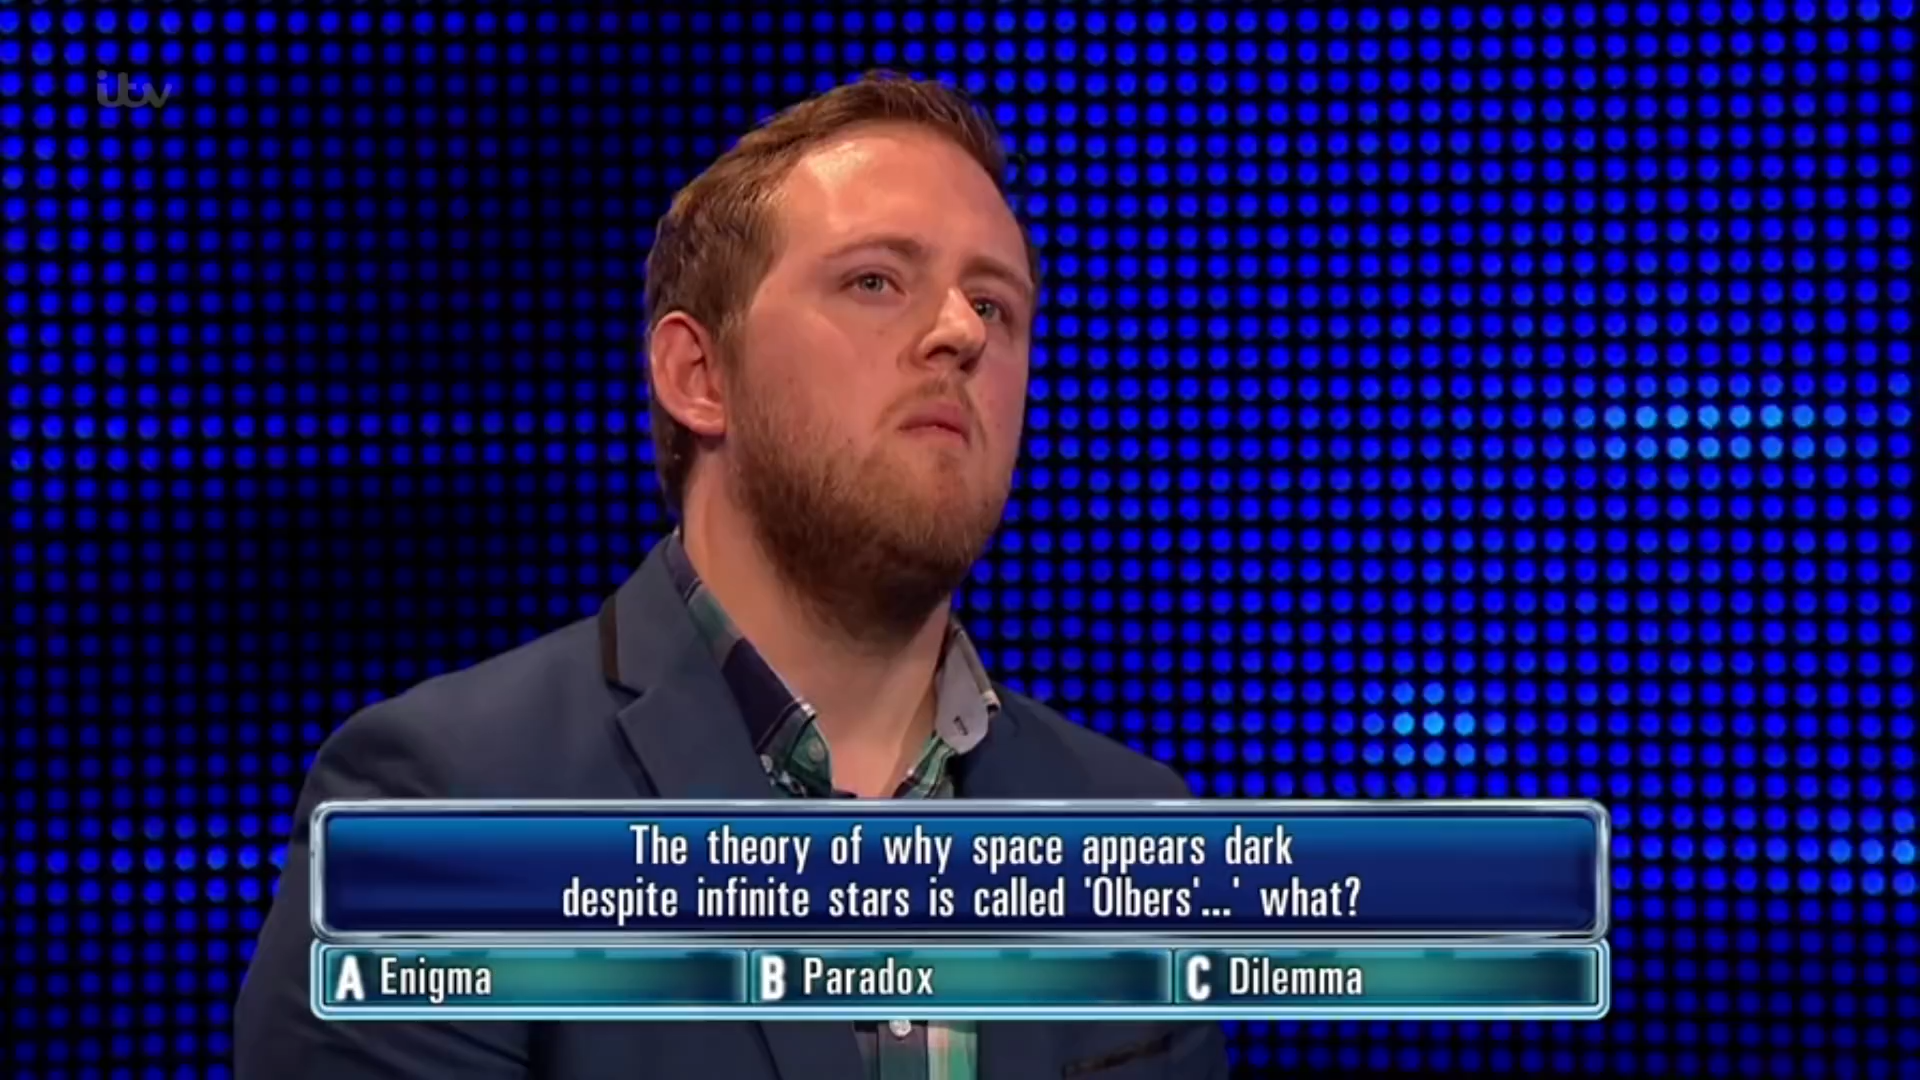 itv
The theory of why space appears dark
despite infinite stars is called 'Olbers'...' what?
A Enigma
B Paradox
C Dilemma